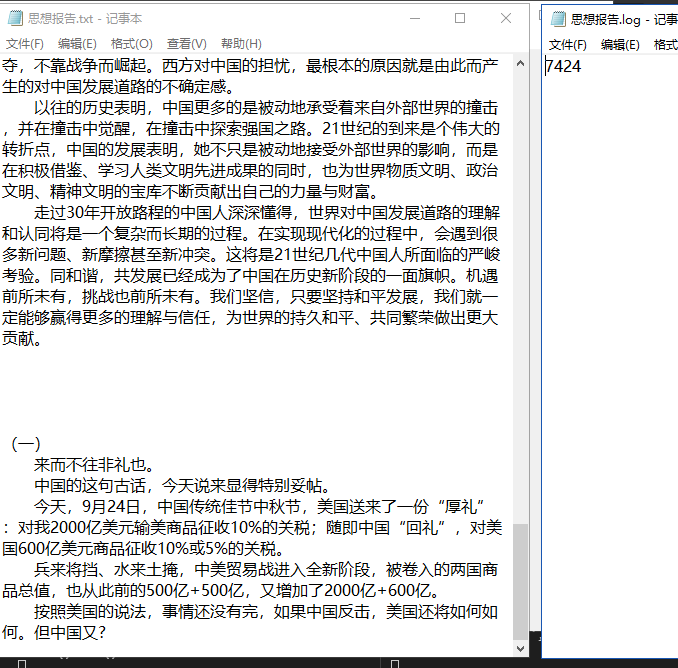 思想报告.txt - 记事本
文件(F) 编辑(E) 格式(O) 查看(V) 帮助(H)
夺，不靠战争而崛起。西方对中国的担忧，最根本的原因就是由此而产
生的对中国发展道路的不确定感。
以往的历史表明，中国更多的是被动地承受着来自外部世界的撞击
，并在撞击中觉醒，在撞击中探索强国之路。21世纪的到来是个伟大的
转折点，中国的发展表明，她不只是被动地接受外部世界的影响，而是
在积极借鉴、学习人类文明先进成果的同时，也为世界物质文明、政治
文明、精神文明的宝库不断贡献出自己的力量与财富。
走过30年开放路程的中国人深深懂得，世界对中国发展道路的理解
和认同将是一个复杂而长期的过程。在实现现代化的过程中，会遇到很
多新问题、新摩擦甚至新冲突。这将是21世纪几代中国人所面临的严峻
考验。同和谐，共发展已经成为了中国在历史新阶段的一面旗帜。机遇
前所未有，挑战也前所未有。我们坚信，只要坚持和平发展，我们就一
定能够赢得更多的理解与信任，为世界的持久和平、共同繁荣做出更大
贡献。
（一）
来而不往非礼也。
中国的这句古话，今天说来显得特别妥帖。
今天，9月24日，中国传统佳节中秋节，美国送来了一份“厚礼”
：对我2000亿美元输美商品征收10%的关税；随即中国“回礼”，对美
国600亿美元商品征收10%或5%的关税。
兵来将挡、水来土掩，中美贸易战进入全新阶段，被卷入的两国商
品总值，也从此前的500亿+500亿，又增加了2000亿+600亿。
按照美国的说法，事情还没有完，如果中国反击，美国还将如何如
何。但中国又？
思想报告.log - 记事
文件(F) 编辑(E) 格式
7424